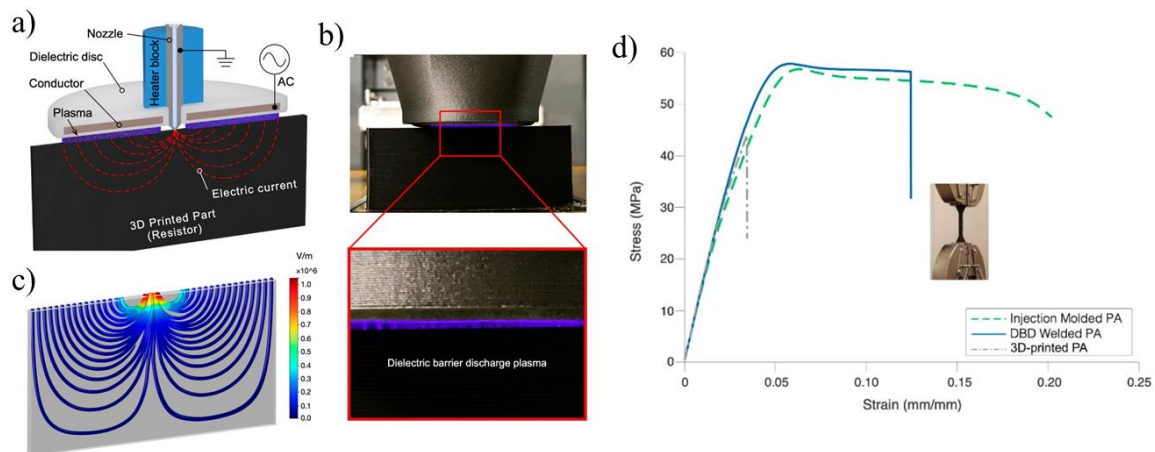 a)
Nozzle
Dielectric disc
Heater block
Conductor
AC
Plasma
Electric current
3D Printed Part
(Resistor)
b)
Dielectric barrier discharge plasma
c)
V/m
×10^6
1.0
0.9
0.8
0.7
0.6
0.5
0.4
0.3
0.2
0.1
0.0
d)
Stress (MPa)
60
50
40
30
20
10
0
0
0.05
0.10
0.15
0.20
0.25
Strain (mm/mm)
Injection Molded PA
DBD Welded PA
3D-printed PA